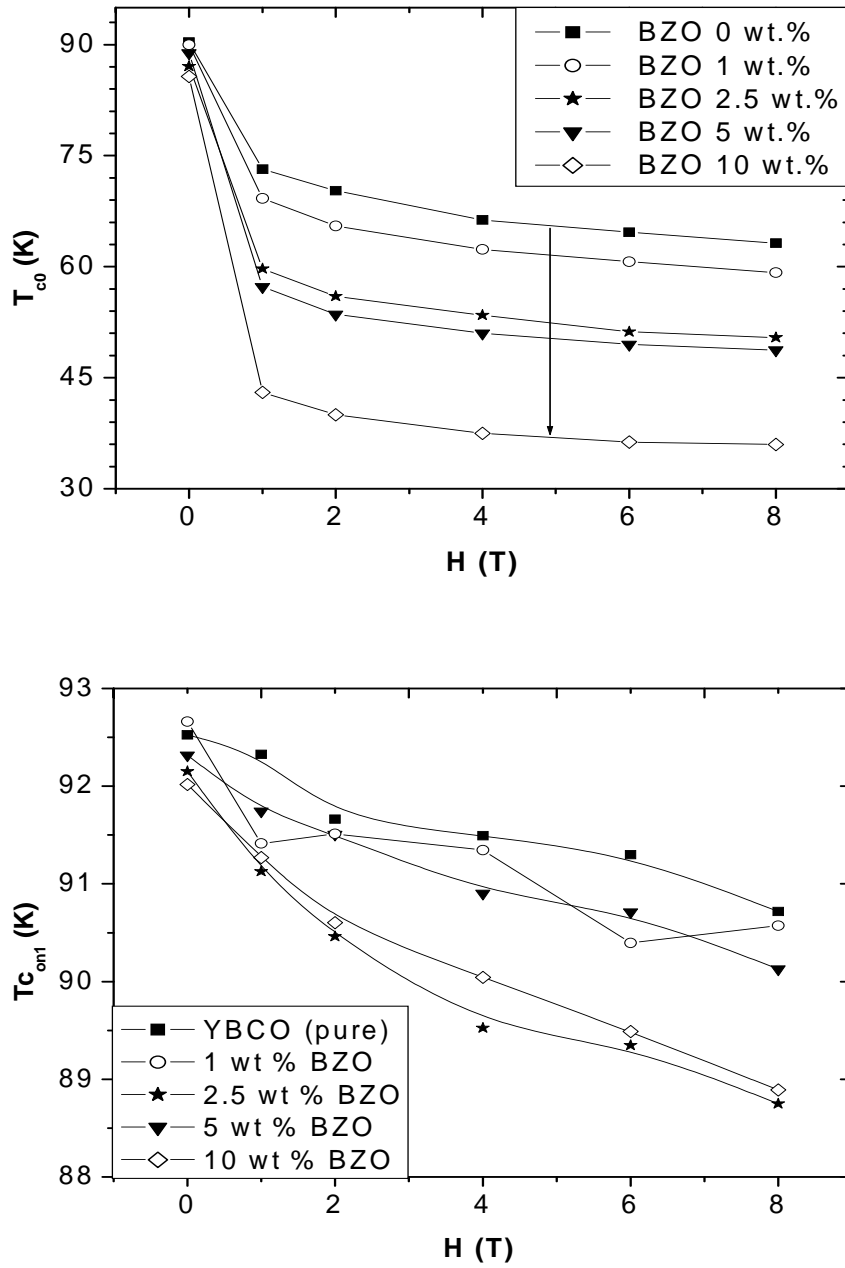 90
75
60
45
30
T_c0 (K)
BZO 0 wt.%
BZO 1 wt.%
BZO 2.5 wt.%
BZO 5 wt.%
BZO 10 wt.%
0 2 4 6 8
H (T)
93
92
91
90
89
88
Tc_on1 (K)
YBCO (pure)
1 wt % BZO
2.5 wt % BZO
5 wt % BZO
10 wt % BZO
0 2 4 6 8
H (T)